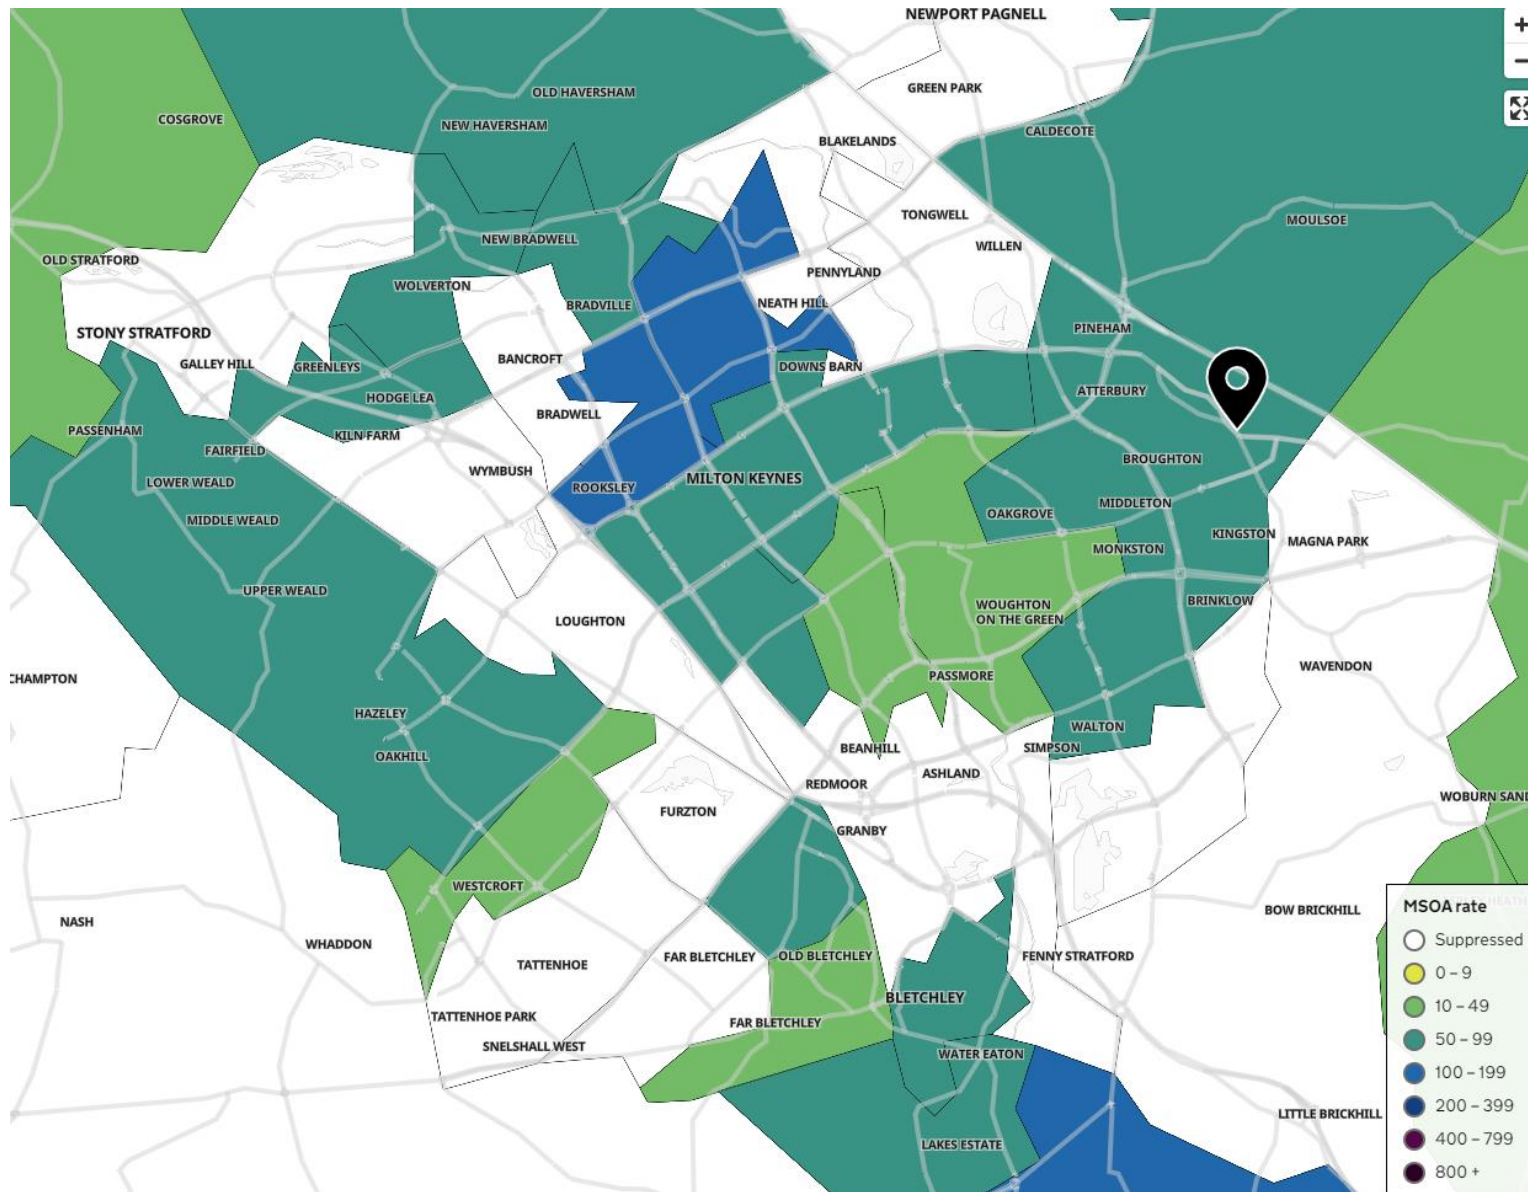 NEWPORT PAGNELL
+
GREEN PARK
−
OLD HAVERSHAM
COSGROVE
NEW HAVERSHAM
CALDECOTE
BLAKELANDS
TONGWELL
MOULSOE
NEW BRADWELL
WILLEN
OLD STRATFORD
PENNYLAND
WOLVERTON
BRADVILLE
NEATH HILL
STONY STRATFORD
PINEHAM
GALLEY HILL
GREENLEYS
BANCROFT
DOWNS BARN
HODGE LEA
ATTERBURY
BRADWELL
PASSENHAM
KILN FARM
FAIRFIELD
BROUGHTON
WYMBUSH
LOWER WEALD
ROOKSLEY
MILTON KEYNES
MIDDLETON
MIDDLE WEALD
OAKGROVE
KINGSTON
MAGNA PARK
MONKSTON
UPPER WEALD
BRINKLOW
WOUGHTON
ON THE GREEN
LOUGHTON
WAVENDON
CHAMPTON
PASSMORE
HAZELEY
WALTON
OAKHILL
BEANHILL
SIMPSON
ASHLAND
REDMOOR
WOBURN SAND
FURZTON
GRANBY
WESTCROFT
NASH
BOW BRICKHILL
WHADDON
TATTENHOE
FAR BLETCHLEY
OLD BLETCHLEY
FENNY STRATFORD
BLETCHLEY
TATTENHOE PARK
FAR BLETCHLEY
SNELSHALL WEST
WATER EATON
LITTLE BRICKHILL
LAKES ESTATE
MSOA rate
Suppressed
0 – 9
10 – 49
50 – 99
100 – 199
200 – 399
400 – 799
800 +